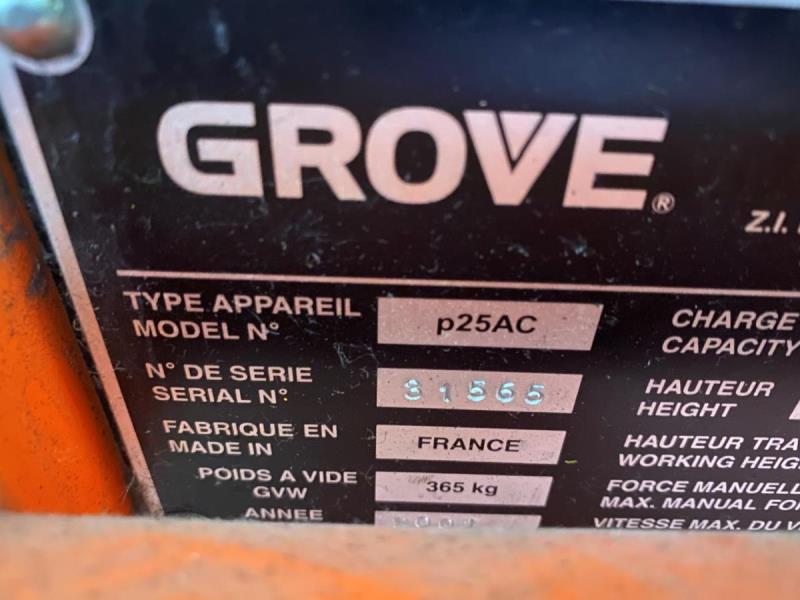 GROVE®
Z.I.
TYPE APPAREIL
MODEL N°
p25AC
N° DE SERIE
SERIAL N°:
31565
FABRIQUE EN
MADE IN
FRANCE
POIDS A VIDE
GVW
365 kg
ANNEE
CHARGE
CAPACITY
HAUTEUR
HEIGHT
HAUTEUR TRA
WORKING HEIG
FORCE MANUELL
MAX. MANUAL FO
VITESSE MAX. DU V